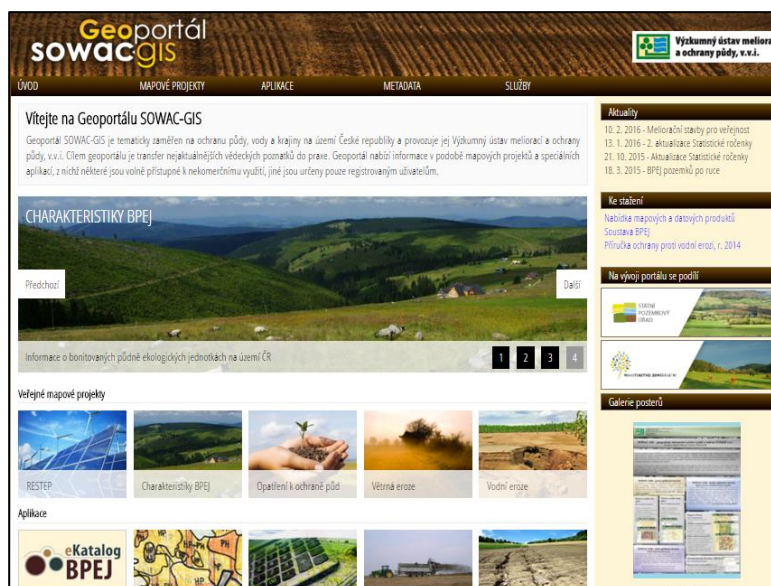 Geoportál
SOWAC-GIS
Výzkumný ústav meliora
a ochrany půdy, v.v.i.
ÚVOD
MAPOVÉ PROJEKTY
APLIKACE
METADATA
SLUŽBY
Vítejte na Geoportálu SOWAC-GIS
Geoportál SOWAC-GIS je tematicky zaměřen na ochranu půdy, vody a krajiny na území České republiky a provozuje jej Výzkumný ústav meliorací a ochrany
půdy, v.v.i. Cílem geoportálu je transfer nejaktuálnějších vědeckých poznatků do praxe. Geoportál nabízí informace v podobě mapových projektů a speciálních
aplikací, z nichž některé jsou volně přístupné k nekomerčnímu využití, jiné jsou určeny pouze registrovaným uživatelům.
CHARAKTERISTIKY BPEJ
Předchozí
Další
Informace o bonitovaných půdně ekologických jednotkách na území ČR
1 2 3 4
Veřejné mapové projekty
RESTEP
Charakteristiky BPEJ
Opatření k ochraně půd
Větrná eroze
Vodní eroze
Aplikace
eKatalog
BPEJ
Aktuality
10. 2. 2016 - Meliorační stavby pro veřejnost
13. 1. 2016 - 2. aktualizace Statistické ročenky
21. 10. 2015 - Aktualizace Statistické ročenky
18. 3. 2015 - BPEJ pozemků po ruce
Ke stažení
Nabídka mapových a datových produktů
Soustava BPEJ
Příručka ochrany proti vodní erozi, r. 2014
Na vývoji portálu se podílí
STÁTNÍ
POZEMKOVÝ
ÚŘAD
MINISTERSTVO ZEMĚDĚLSTVÍ
Galerie posterů